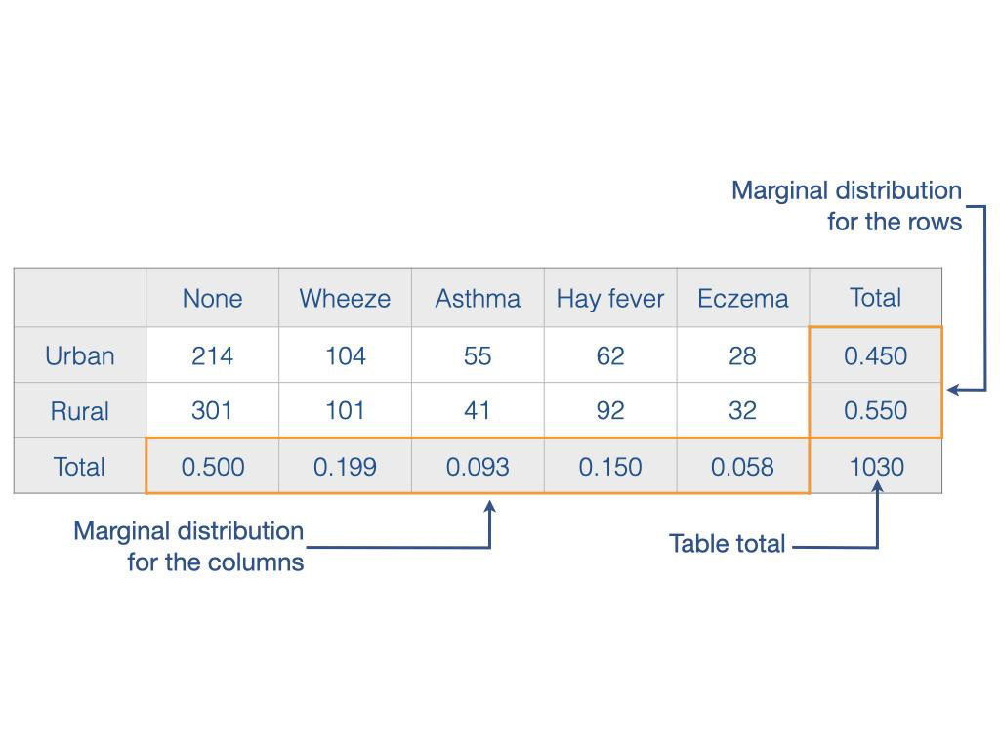 Marginal distribution
for the rows
None Wheeze Asthma Hay fever Eczema Total
Urban 214 104 55 62 28 0.450
Rural 301 101 41 92 32 0.550
Total 0.500 0.199 0.093 0.150 0.058 1030
Marginal distribution
for the columns
Table total